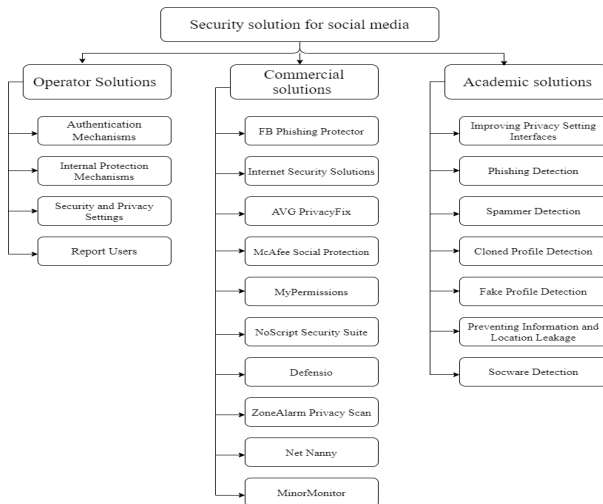 Security solution for social media
Operator Solutions
Authentication
Mechanisms
Internal Protection
Mechanisms
Security and Privacy
Settings
Report Users
Commercial
solutions
FB Phishing Protector
Internet Security Solutions
AVG PrivacyFix
McAfee Social Protection
MyPermissions
NoScript Security Suite
Defensio
ZoneAlarm Privacy Scan
Net Nanny
MinorMonitor
Academic solutions
Improving Privacy Setting
Interfaces
Phishing Detection
Spammer Detection
Cloned Profile Detection
Fake Profile Detection
Preventing Information and
Location Leakage
Socware Detection